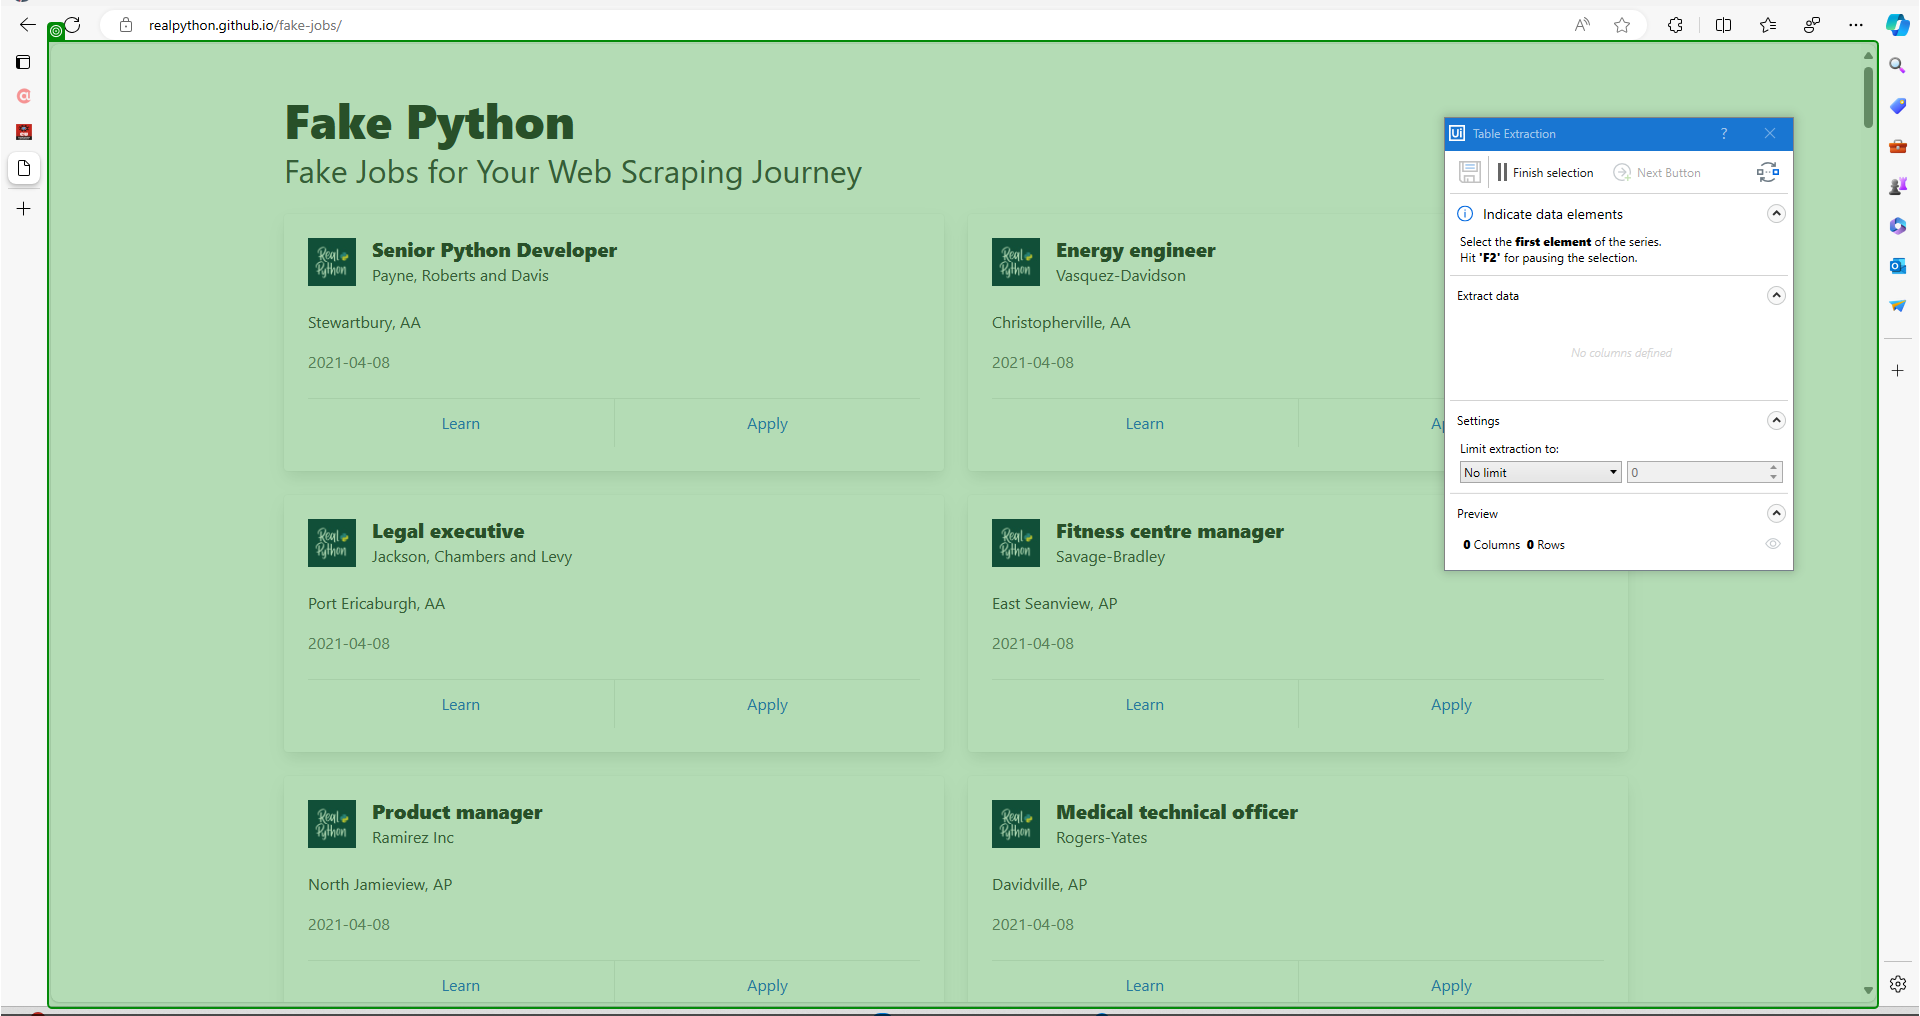 realpython.github.io/fake-jobs/
Fake Python
Fake Jobs for Your Web Scraping Journey
Real Python
Senior Python Developer
Payne, Roberts and Davis
Stewartbury, AA
2021-04-08
Learn Apply
Real Python
Energy engineer
Vasquez-Davidson
Christopherville, AA
2021-04-08
Learn Ap
Real Python
Legal executive
Jackson, Chambers and Levy
Port Ericaburgh, AA
2021-04-08
Learn Apply
Real Python
Fitness centre manager
Savage-Bradley
East Seanview, AP
2021-04-08
Learn Apply
Real Python
Product manager
Ramirez Inc
North Jamieview, AP
2021-04-08
Learn Apply
Real Python
Medical technical officer
Rogers-Yates
Davidville, AP
2021-04-08
Learn Apply
Ui Table Extraction ?
Finish selection Next Button
Indicate data elements
Select the first element of the series.
Hit 'F2' for pausing the selection.
Extract data
No columns defined
Settings
Limit extraction to:
No limit 0
Preview
0 Columns 0 Rows